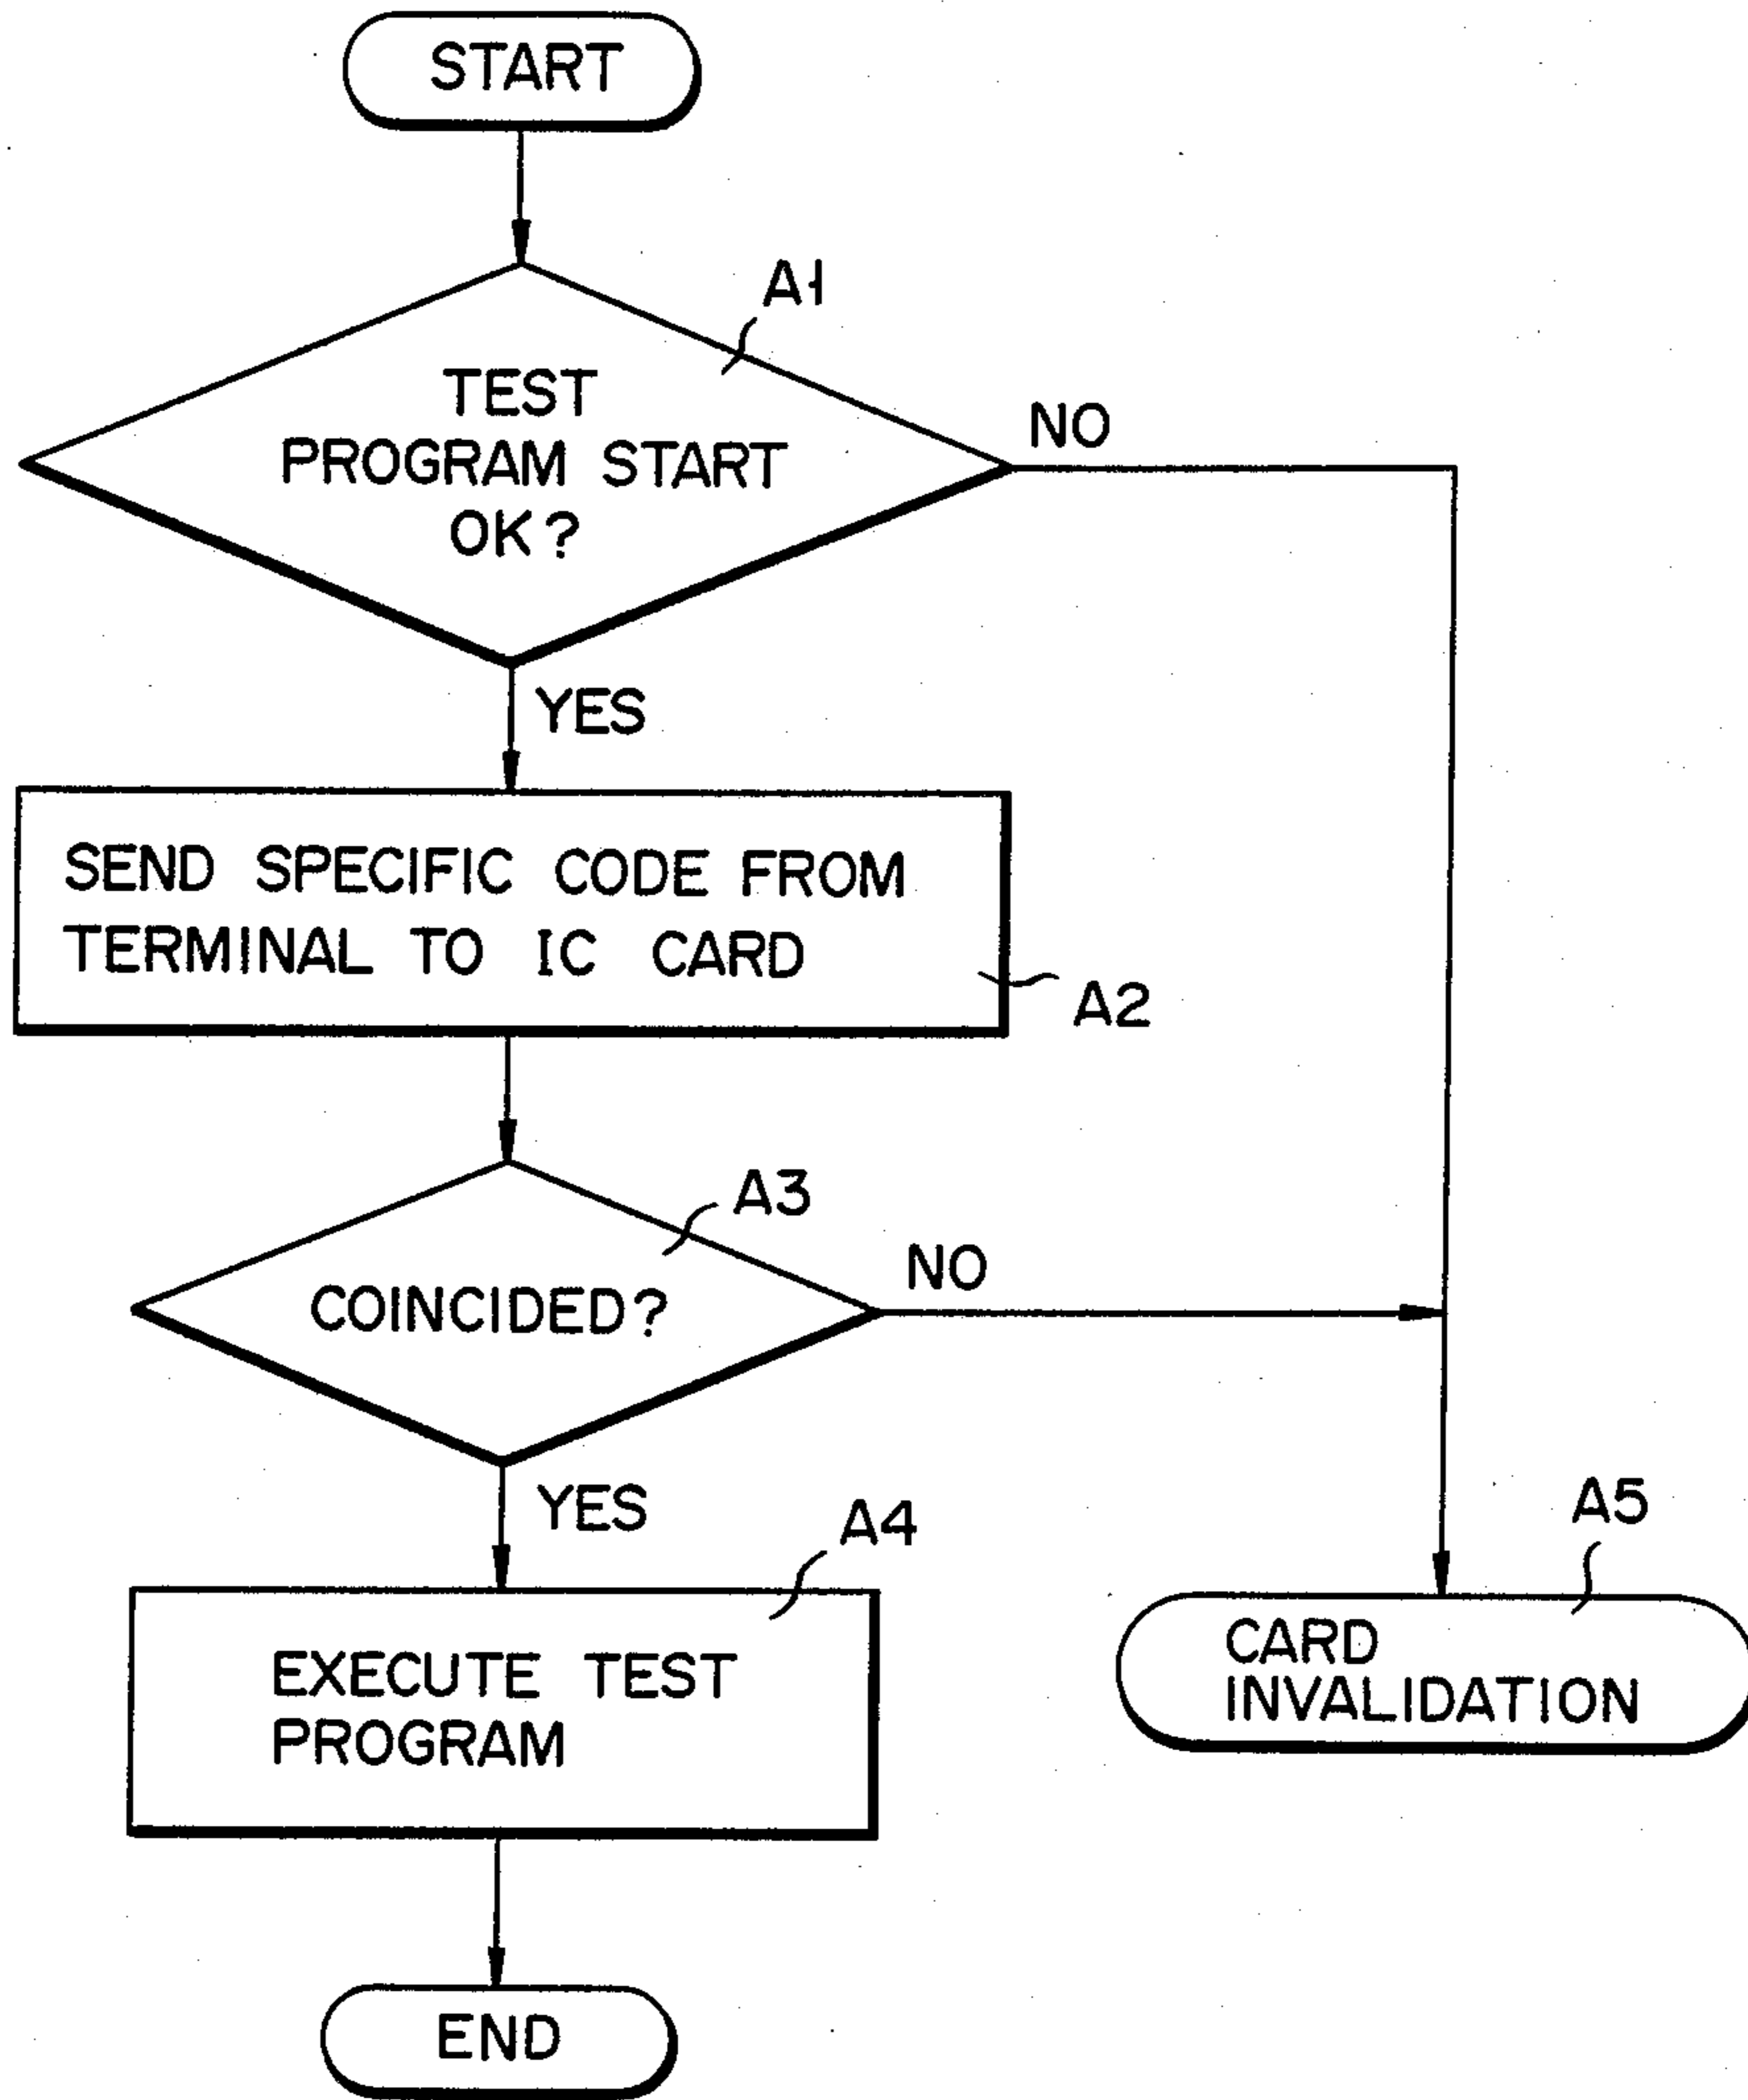 START
A1
TEST
PROGRAM START
OK?
NO
YES
SEND SPECIFIC CODE FROM
TERMINAL TO IC CARD
A2
A3
COINCIDED?
NO
YES
A4
A5
EXECUTE TEST
PROGRAM
CARD
INVALIDATION
END